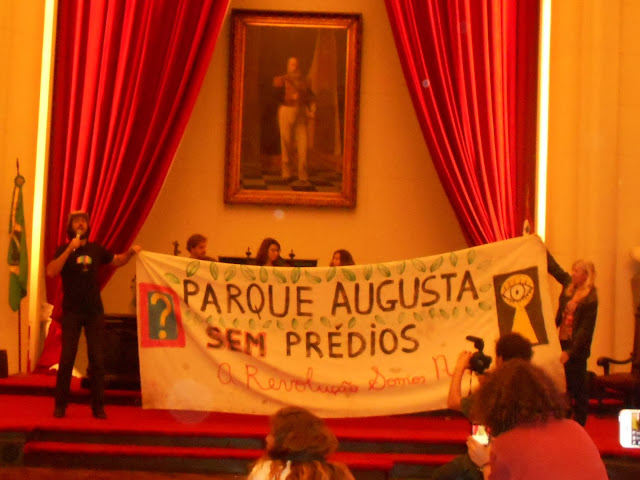 ?
PARQUE AUGUSTA
SEM PRÉDIOS
A Revolução Somos N